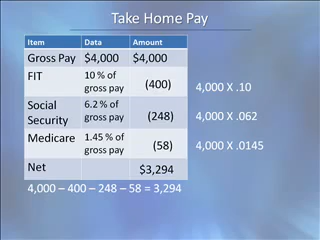 Take Home Pay
Item Data Amount
Gross Pay $4,000 $4,000
FIT 10 % of
gross pay (400) 4,000 X .10
Social 6.2 % of
Security gross pay (248) 4,000 X .062
Medicare 1.45 % of
gross pay (58) 4,000 X .0145
Net $3,294
4,000 – 400 – 248 – 58 = 3,294